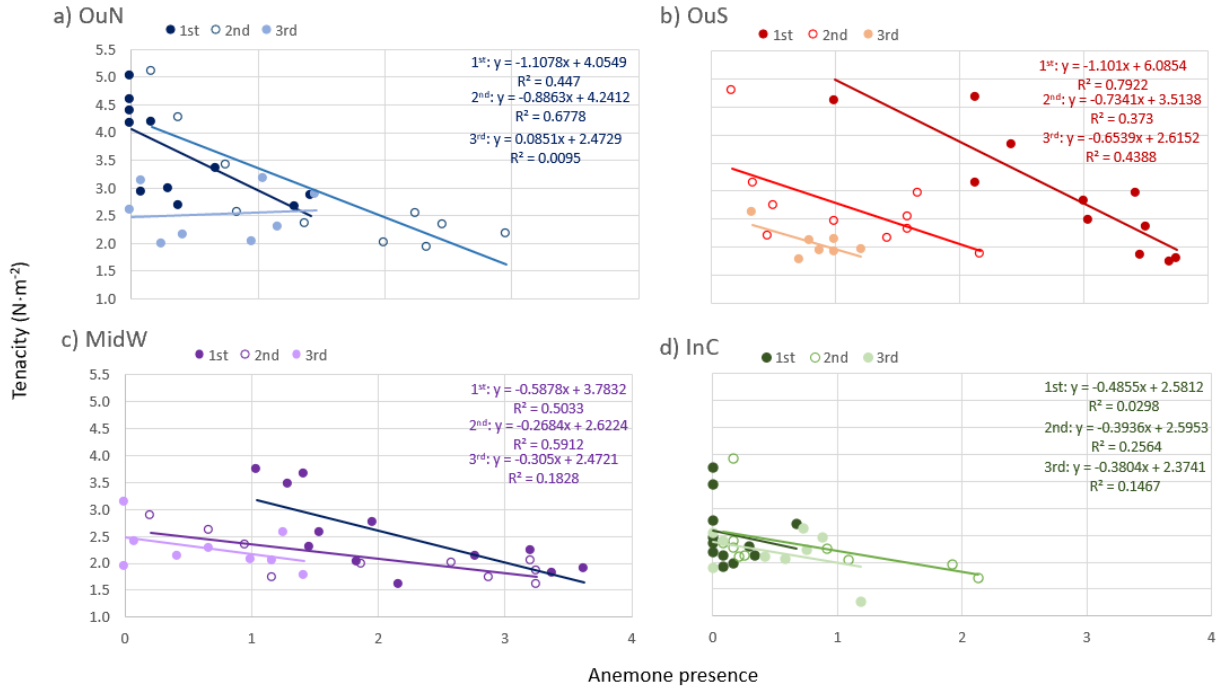 a) OuN
1st 2nd 3rd
5.5
5.0
4.5
4.0
3.5
3.0
2.5
2.0
1.5
1.0
1ˢᵗ: y = -1.1078x + 4.0549
R² = 0.447
2ⁿᵈ: y = -0.8863x + 4.2412
R² = 0.6778
3ʳᵈ: y = 0.0851x + 2.4729
R² = 0.0095
b) OuS
1st 2nd 3rd
1ˢᵗ: y = -1.101x + 6.0854
R² = 0.7922
2ⁿᵈ: y = -0.7341x + 3.5138
R² = 0.373
3ʳᵈ: y = -0.6539x + 2.6152
R² = 0.4388
Tenacity (N·m⁻²)
c) MidW
1st 2nd 3rd
5.5
5.0
4.5
4.0
3.5
3.0
2.5
2.0
1.5
1.0
1ˢᵗ: y = -0.5878x + 3.7832
R² = 0.5033
2ⁿᵈ: y = -0.2684x + 2.6224
R² = 0.5912
3ʳᵈ: y = -0.305x + 2.4721
R² = 0.1828
0 1 2 3 4
d) InC
1st 2nd 3rd
1st: y = -0.4855x + 2.5812
R² = 0.0298
2nd: y = -0.3936x + 2.5953
R² = 0.2564
3rd: y = -0.3804x + 2.3741
R² = 0.1467
0 1 2 3 4
Anemone presence